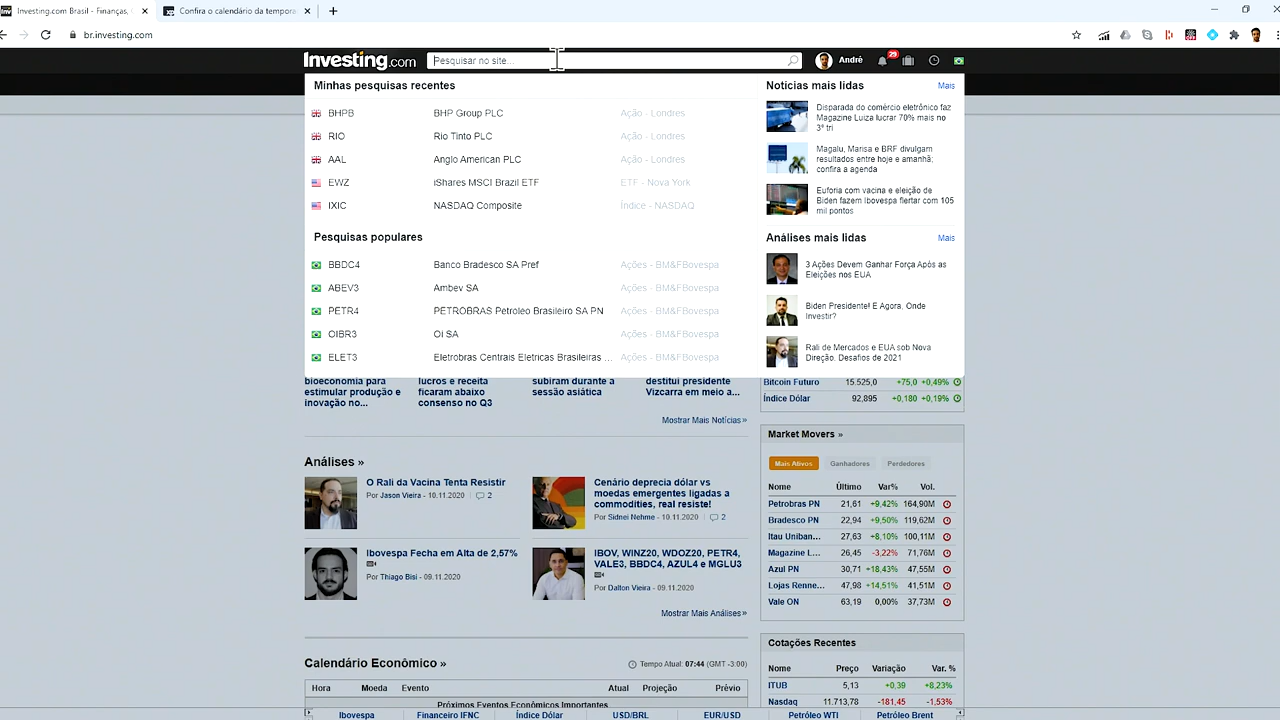 Investing.com Brasil - Finanças,
Confira o calendário da tempora
br.investing.com
Investing.com
Pesquisar no site...
André
29
Minhas pesquisas recentes
BHPB BHP Group PLC Ação - Londres
RIO Rio Tinto PLC Ação - Londres
AAL Anglo American PLC Ação - Londres
EWZ iShares MSCI Brazil ETF ETF - Nova York
IXIC NASDAQ Composite Índice - NASDAQ
Pesquisas populares
BBDC4 Banco Bradesco SA Pref Ações - BM&FBovespa
ABEV3 Ambev SA Ações - BM&FBovespa
PETR4 PETROBRAS Petroleo Brasileiro SA PN Ações - BM&FBovespa
OIBR3 Oi SA Ações - BM&FBovespa
ELET3 Eletrobras Centrais Eletricas Brasileiras ... Ações - BM&FBovespa
Notícias mais lidas Mais
Disparada do comércio eletrônico faz
Magazine Luiza lucrar 70% mais no
3º tri
Magalu, Marisa e BRF divulgam
resultados entre hoje e amanhã;
confira a agenda
Euforia com vacina e eleição de
Biden fazem Ibovespa flertar com 105
mil pontos
Análises mais lidas Mais
3 Ações Devem Ganhar Força Após as
Eleições nos EUA
Biden Presidente! E Agora, Onde
Investir?
Rali de Mercados e EUA sob Nova
Direção, Desafios de 2021
bioeconomia para
estimular produção e
inovação no...
lucros e receita
ficaram abaixo
consenso no Q3
subiram durante a
sessão asiática
destitui presidente
Vizcarra em meio a...
Mostrar Mais Notícias »
Bitcoin Futuro 15.525,0 +75,0 +0,49%
Índice Dólar 92,895 +0,180 +0,19%
Análises »
O Rali da Vacina Tenta Resistir
Por Jason Vieira - 10.11.2020 | 2
Cenário deprecia dólar vs
moedas emergentes ligadas a
commodities, real resiste!
Por Sidnei Nehme - 10.11.2020 | 2
Ibovespa Fecha em Alta de 2,57%
Por Thiago Bisi - 09.11.2020
IBOV, WINZ20, WDOZ20, PETR4,
VALE3, BBDC4, AZUL4 e MGLU3
Por Dalton Vieira - 09.11.2020
Mostrar Mais Análises »
Market Movers »
Mais Ativos Ganhadores Perdedores
Nome Último Var% Vol.
Petrobras PN 21,61 +9,42% 164,90M
Bradesco PN 22,94 +9,50% 119,62M
Itau Uniban... 27,63 +8,10% 100,11M
Magazine L... 26,45 -3,22% 71,76M
Azul PN 30,71 +18,43% 47,55M
Lojas Renne... 47,98 +14,51% 41,51M
Vale ON 63,19 0,00% 37,73M
Calendário Econômico »
Tempo Atual: 07:44 (GMT -3:00)
Hora Moeda Evento Atual Projeção Prévio
Próximos Eventos Econômicos Importantes
Cotações Recentes
Nome Preço Variação Var. %
ITUB 5,13 +0,39 +8,23%
Nasdaq 11.713,78 -181,45 -1,53%
Ibovespa Financeiro IFNC Índice Dólar USD/BRL EUR/USD Petróleo WTI Petróleo Brent